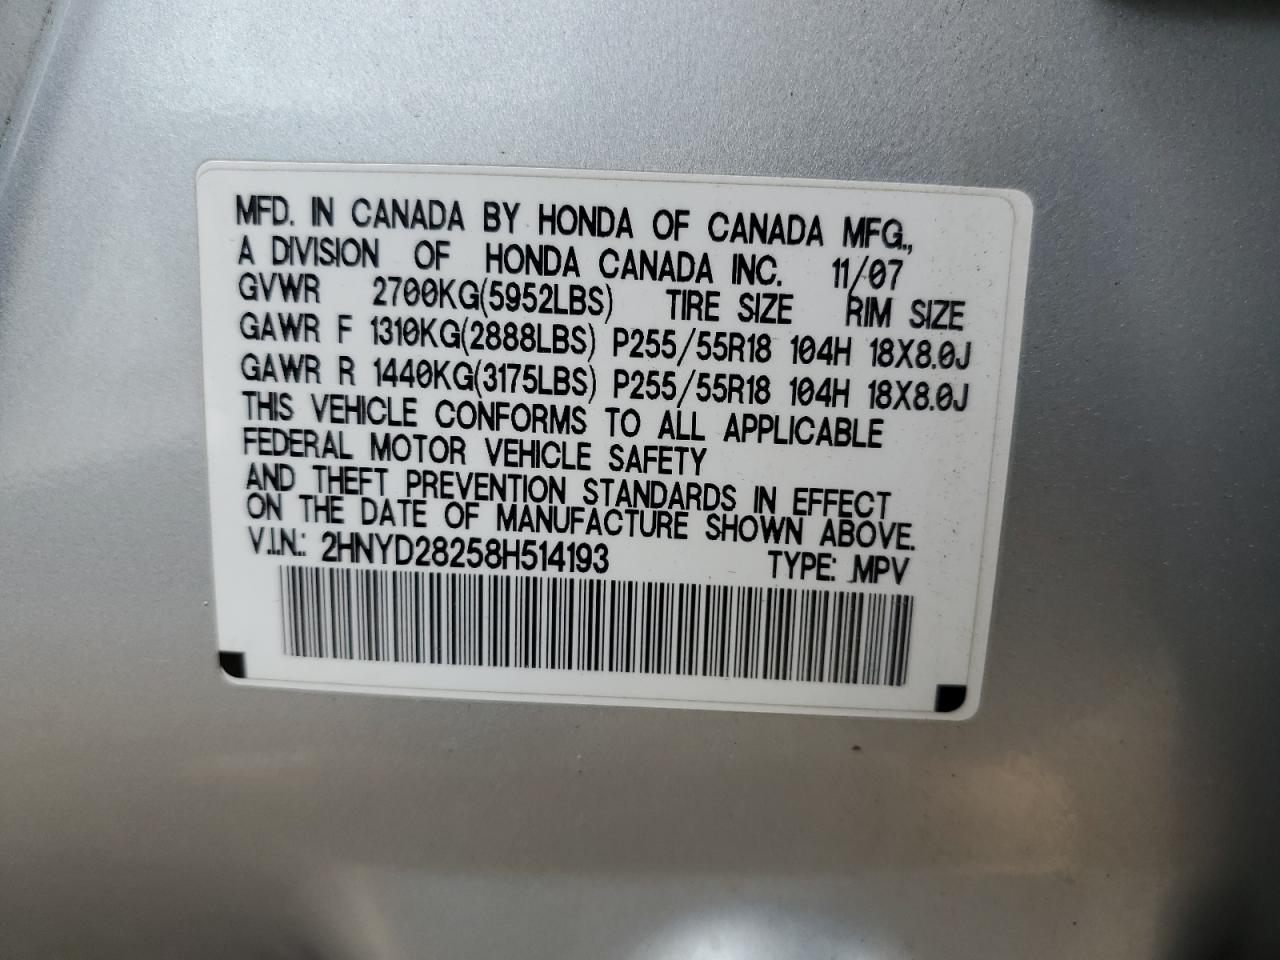 MFD. IN CANADA BY HONDA OF CANADA MFG.,
A DIVISION OF HONDA CANADA INC. 11/07
GVWR 2700KG(5952LBS) TIRE SIZE RIM SIZE
GAWR F 1310KG(2888LBS) P255/55R18 104H 18X8.0J
GAWR R 1440KG(3175LBS) P255/55R18 104H 18X8.0J
THIS VEHICLE CONFORMS TO ALL APPLICABLE
FEDERAL MOTOR VEHICLE SAFETY
AND THEFT PREVENTION STANDARDS IN EFFECT
ON THE DATE OF MANUFACTURE SHOWN ABOVE.
V.I.N.: 2HNYD28258H514193 TYPE: MPV